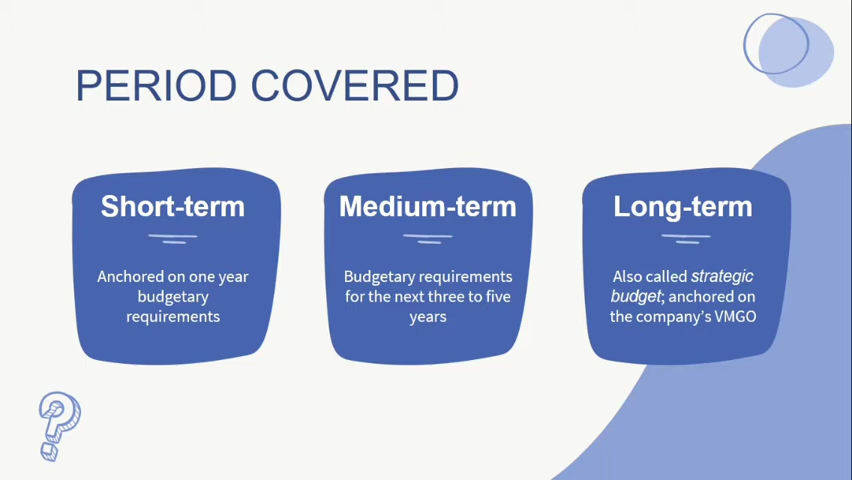 PERIOD COVERED
Short-term
Anchored on one year
budgetary
requirements
Medium-term
Budgetary requirements
for the next three to five
years
Long-term
Also called strategic
budget; anchored on
the company's VMGO